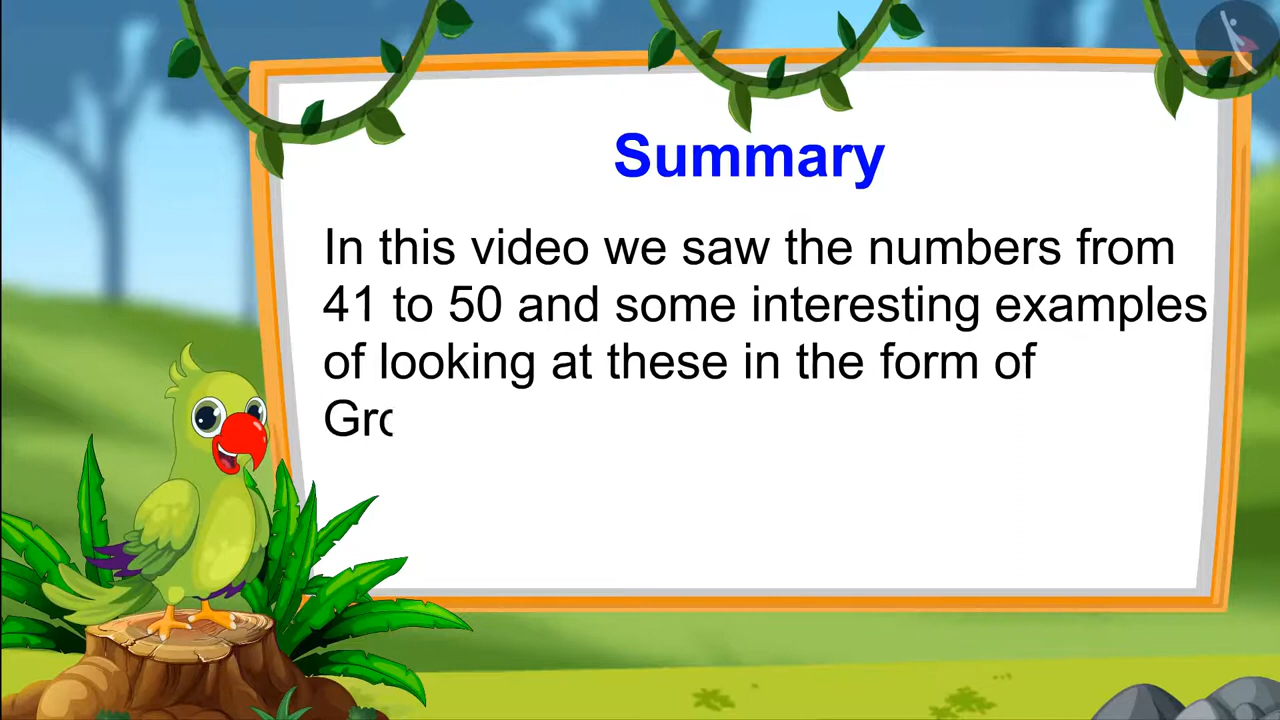 Summary
In this video we saw the numbers from
41 to 50 and some interesting examples
of looking at these in the form of